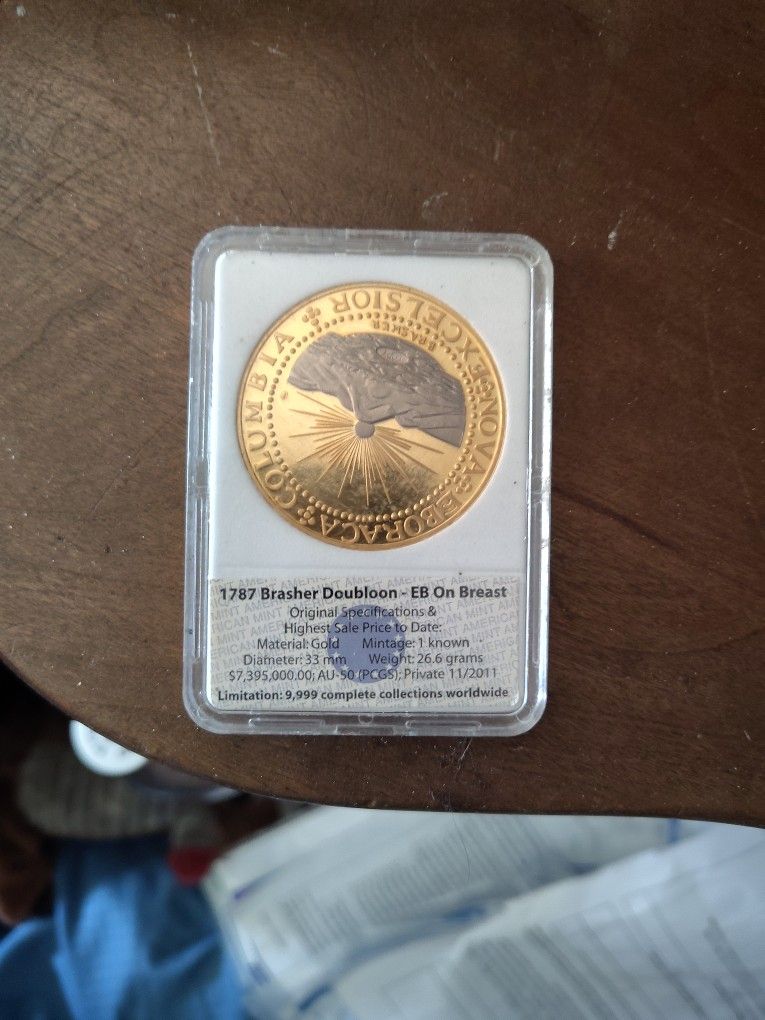 COLUMBIA
EXCELSIOR
NOVA
EBORACA
BRASHER
1787 Brasher Doubloon - EB On Breast
Original Specifications &
Highest Sale Price to Date:
Material: Gold Mintage: 1 known
Diameter: 33 mm Weight: 26.6 grams
$7,395,000.00; AU-50 (PCGS); Private 11/2011
Limitation: 9,999 complete collections worldwide